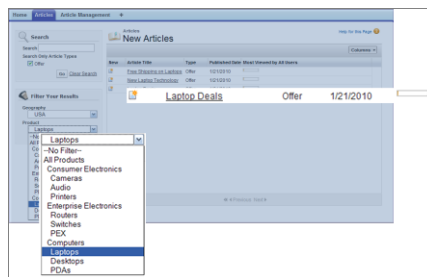 Home Articles Article Management +
Search
Search
Search Only Article Types:
Offer
Go Clear Search
Filter Your Results
Geography
USA
Product
Laptops
Articles
New Articles
Help for this Page
Columns
New Article Title Type Published Date Most Viewed by All Users
Free Shipping on Laptops Offer 1/21/2010
New Laptop Technology Offer 1/21/2010
Laptop Deals Offer 1/21/2010
Laptops
--No Filter--
All Products
Consumer Electronics
Cameras
Audio
Printers
Enterprise Electronics
Routers
Switches
PEX
Computers
Laptops
Desktops
PDAs